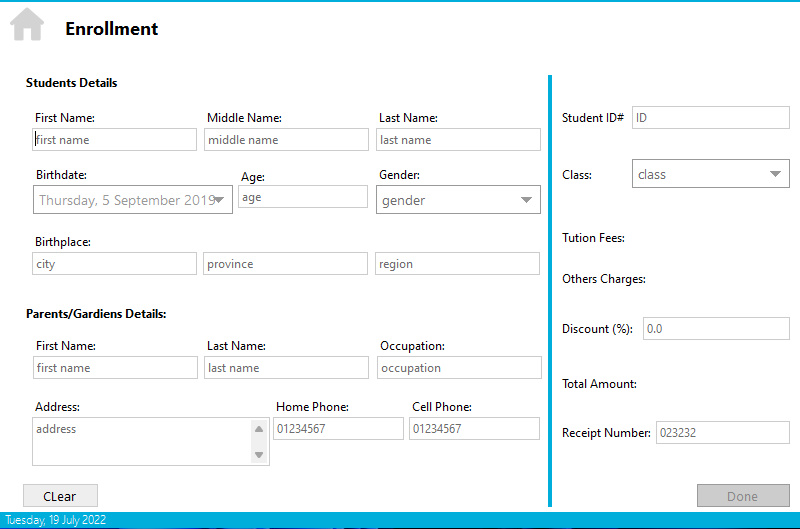 Enrollment
Students Details
First Name: Middle Name: Last Name:
first name middle name last name
Birthdate: Age: Gender:
Thursday, 5 September 2019 age gender
Birthplace:
city province region
Parents/Gardiens Details:
First Name: Last Name: Occupation:
first name last name occupation
Address: Home Phone: Cell Phone:
address 01234567 01234567
CLear
Student ID# ID
Class: class
Tution Fees:
Others Charges:
Discount (%): 0.0
Total Amount:
Receipt Number: 023232
Done
Tuesday, 19 July 2022